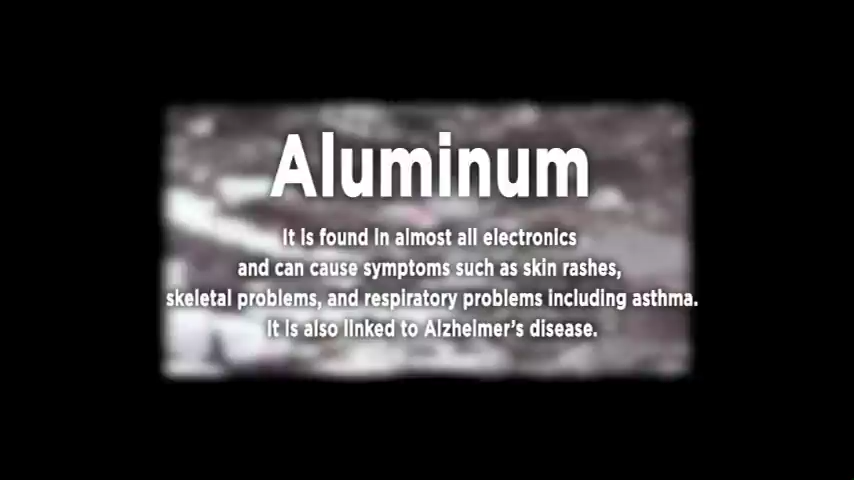 Aluminum
It is found in almost all electronics
and can cause symptoms such as skin rashes,
skeletal problems, and respiratory problems including asthma.
It is also linked to Alzheimer's disease.